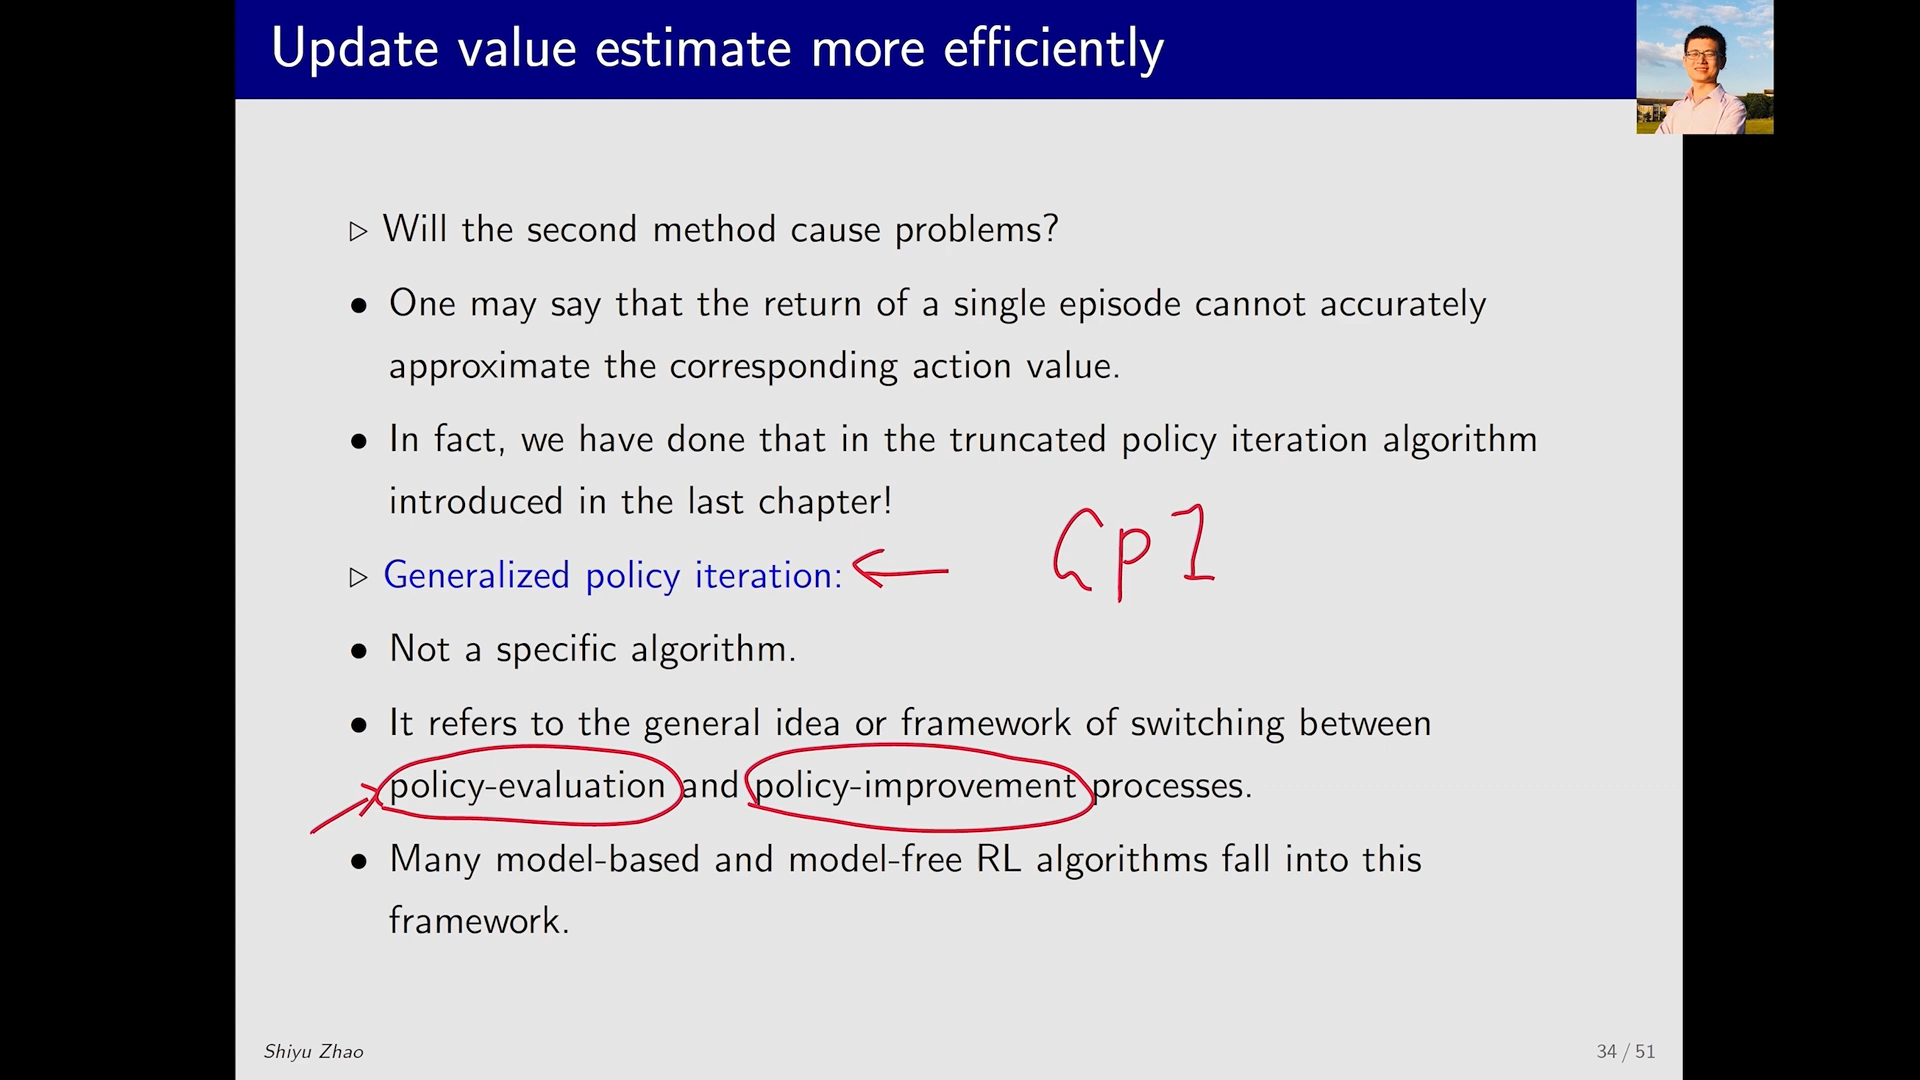 Update value estimate more efficiently
▷ Will the second method cause problems?
• One may say that the return of a single episode cannot accurately
approximate the corresponding action value.
• In fact, we have done that in the truncated policy iteration algorithm
introduced in the last chapter!
GPI
▷ Generalized policy iteration:
• Not a specific algorithm.
• It refers to the general idea or framework of switching between
policy-evaluation and policy-improvement processes.
• Many model-based and model-free RL algorithms fall into this
framework.
Shiyu Zhao
34 / 51